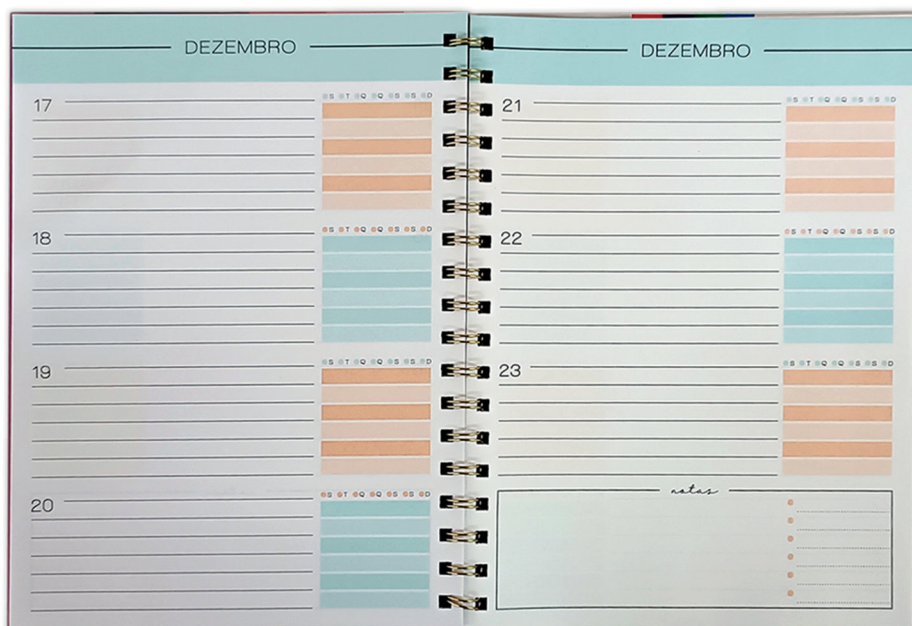 DEZEMBRO
17
S T Q Q S S D
18
S T Q Q S S D
19
S T Q Q S S D
20
S T Q Q S S D
DEZEMBRO
21
S T Q Q S S D
22
S T Q Q S S D
23
S T Q Q S S D
notas